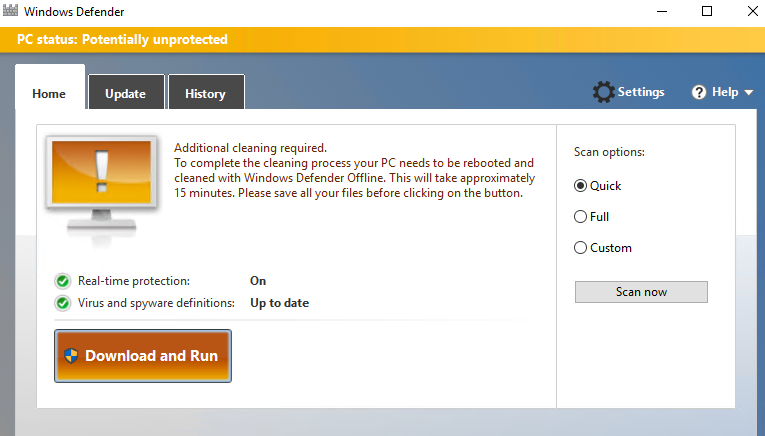 Windows Defender
PC status: Potentially unprotected
Home
Update
History
Settings
Help
Additional cleaning required.
To complete the cleaning process your PC needs to be rebooted and
cleaned with Windows Defender Offline. This will take approximately
15 minutes. Please save all your files before clicking on the button.
Real-time protection: On
Virus and spyware definitions: Up to date
Download and Run
Scan options:
Quick
Full
Custom
Scan now